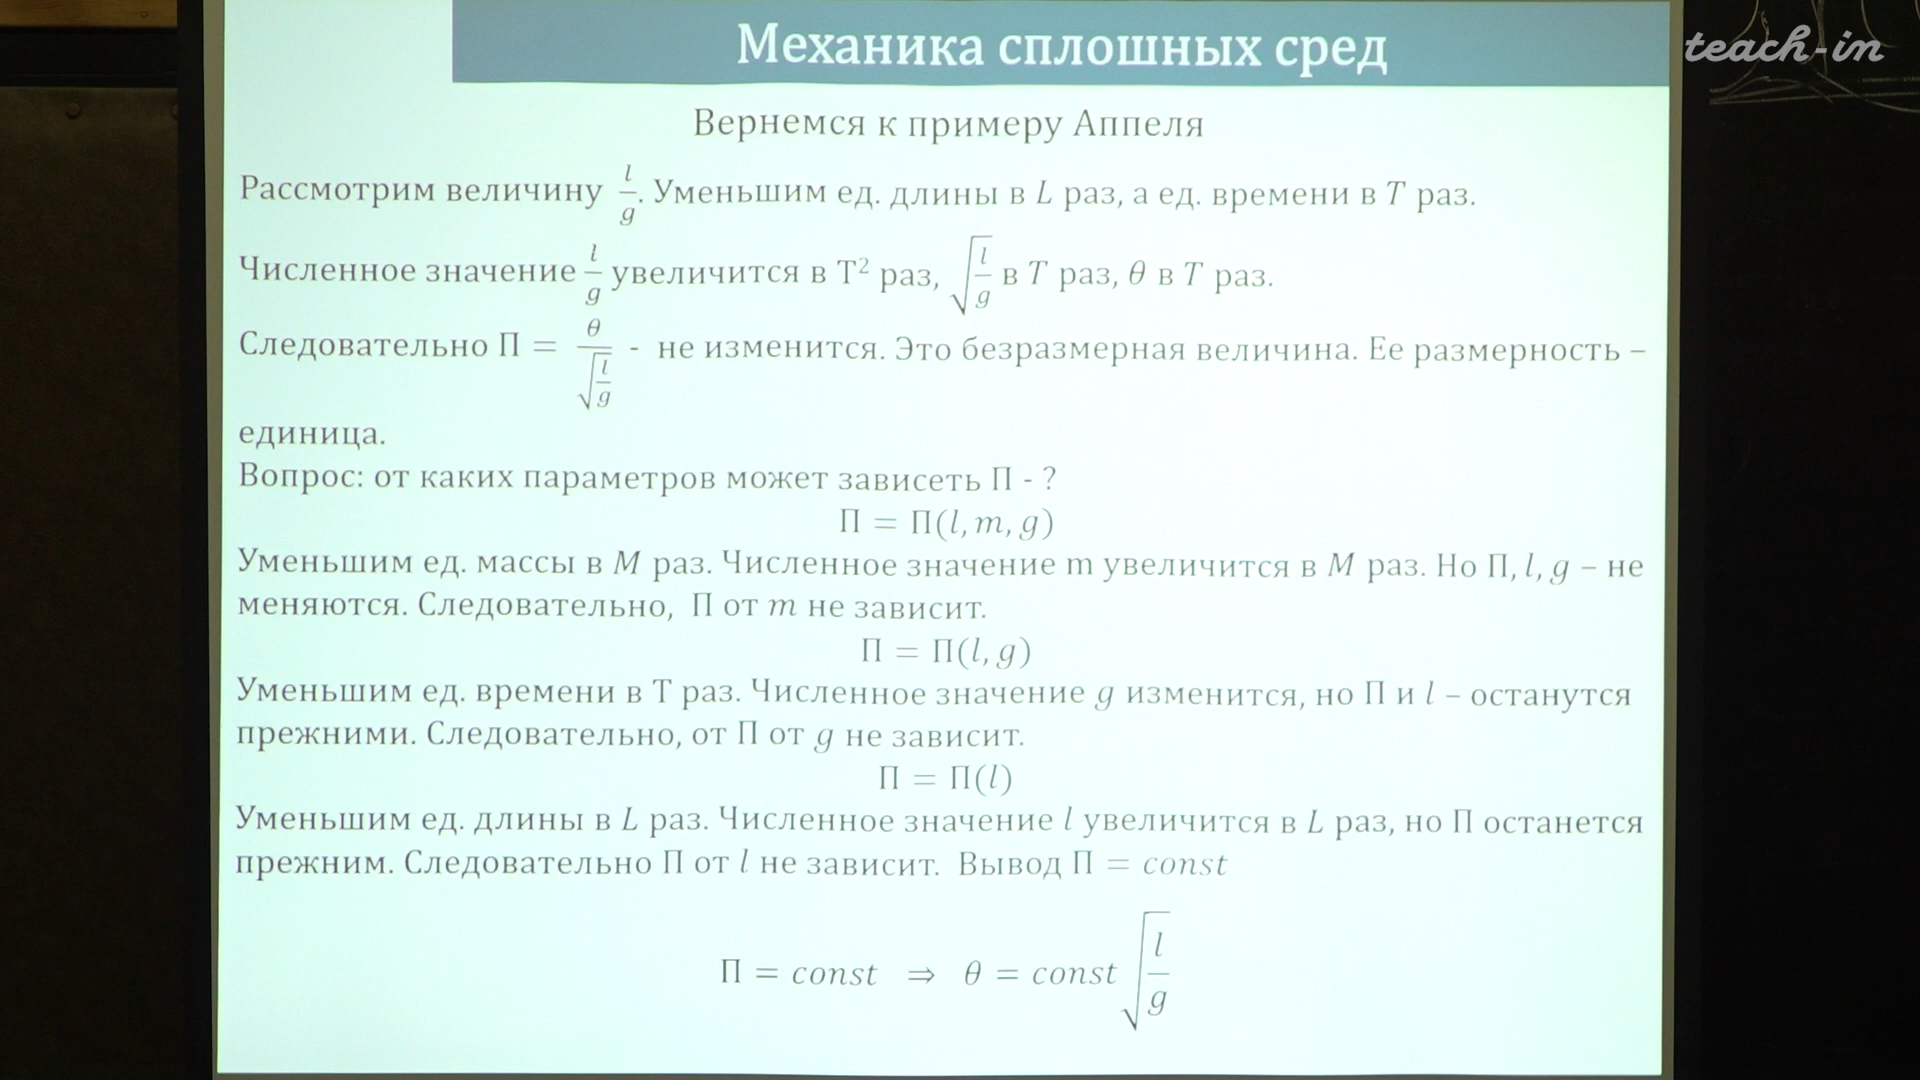 Механика сплошных сред
teach-in
Вернемся к примеру Аппеля
Рассмотрим величину l/g. Уменьшим ед. длины в L раз, а ед. времени в T раз.
Численное значение l/g увеличится в T² раз, √(l/g) в T раз, θ в T раз.
Следовательно П = θ/√(l/g) - не изменится. Это безразмерная величина. Ее размерность –
единица.
Вопрос: от каких параметров может зависеть П - ?
П = П(l, m, g)
Уменьшим ед. массы в M раз. Численное значение m увеличится в M раз. Но П, l, g – не
меняются. Следовательно, П от m не зависит.
П = П(l, g)
Уменьшим ед. времени в T раз. Численное значение g изменится, но П и l – останутся
прежними. Следовательно, от П от g не зависит.
П = П(l)
Уменьшим ед. длины в L раз. Численное значение l увеличится в L раз, но П останется
прежним. Следовательно П от l не зависит. Вывод П = const
П = const ⇒ θ = const √(l/g)